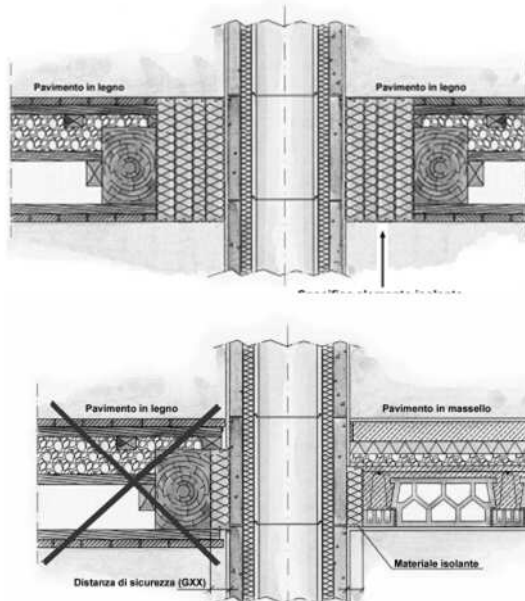 Pavimento in legno
Pavimento in legno
Pavimento in legno
Pavimento in massello
Materiale isolante
Distanza di sicurezza (GXX)